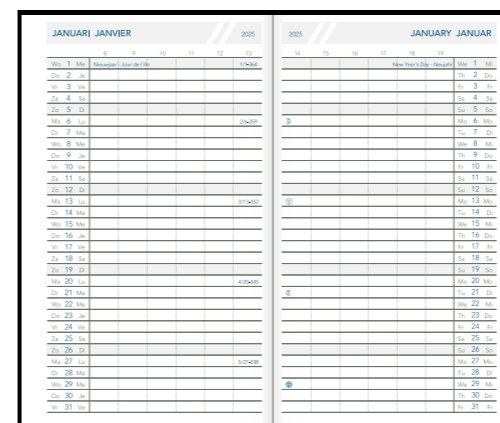 JANUARI JANVIER 2025
8 9 10 11 12 13
Wo 1 Me Nieuwjaar - Jour de l'An 1/1-364
Do 2 Je
Vr 3 Ve
Za 4 Sa
Zo 5 Di
Ma 6 Lu 2/6-359
Di 7 Ma
Wo 8 Me
Do 9 Je
Vr 10 Ve
Za 11 Sa
Zo 12 Di
Ma 13 Lu 3/13-352
Di 14 Ma
Wo 15 Me
Do 16 Je
Vr 17 Ve
Za 18 Sa
Zo 19 Di
Ma 20 Lu 4/20-345
Di 21 Ma
Wo 22 Me
Do 23 Je
Vr 24 Ve
Za 25 Sa
Zo 26 Di
Ma 27 Lu 5/27-338
Di 28 Ma
Wo 29 Me
Do 30 Je
Vr 31 Ve
2025 JANUARY JANUAR
14 15 16 17 18 19
New Year's Day - Neujahr We 1 Mi
Th 2 Do
Fr 3 Fr
Sa 4 Sa
Su 5 So
Mo 6 Mo
Tu 7 Di
We 8 Mi
Th 9 Do
Fr 10 Fr
Sa 11 Sa
Su 12 So
Mo 13 Mo
Tu 14 Di
We 15 Mi
Th 16 Do
Fr 17 Fr
Sa 18 Sa
Su 19 So
Mo 20 Mo
Tu 21 Di
We 22 Mi
Th 23 Do
Fr 24 Fr
Sa 25 Sa
Su 26 So
Mo 27 Mo
Tu 28 Di
We 29 Mi
Th 30 Do
Fr 31 Fr